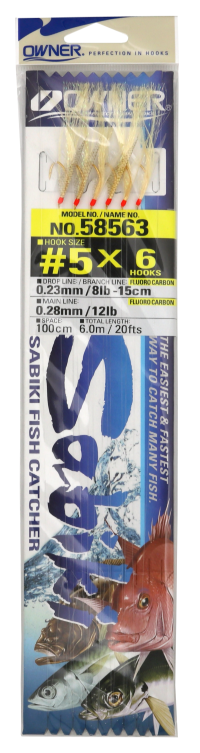 OWNER PERFECTION IN HOOKS
OWNER
MODEL NO. / NAME NO.
NO.58563
HOOK SIZE
#5 X 6
HOOKS
DROP LINE / BRANCH LINE FLUORO CARBON
0.23mm/8lb -15cm
MAIN LINE FLUORO CARBON
0.28mm/12lb
SPACE TOTAL LENGTH
100cm 6.0m/20fts
Sabiki
SABIKI FISH CATCHER
THE EASIEST & FASTEST
WAY TO CATCH MANY FISH.